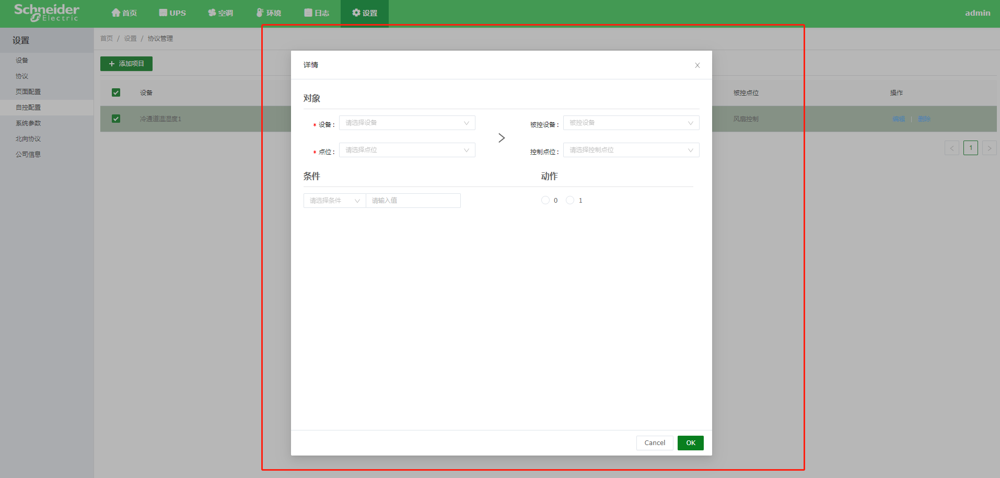 Schneider Electric
首页 UPS 空调 环境 日志 设置 admin
设置
设备
协议
页面配置
自控配置
系统参数
北向协议
公司信息
首页 / 设置 / 协议管理
添加项目
设备 被控点位 操作
冷通道温湿度1 风扇控制 编辑 删除
1
详情
对象
* 设备: 请选择设备 被控设备: 被控设备
* 点位: 请选择点位 控制点位: 请选择控制点位
条件 动作
请选择条件 请输入值 0 1
Cancel OK